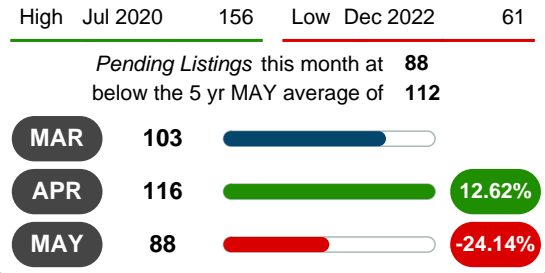 High Jul 2020 156 Low Dec 2022 61
Pending Listings this month at 88
below the 5 yr MAY average of 112
MAR 103
APR 116 12.62%
MAY 88 -24.14%